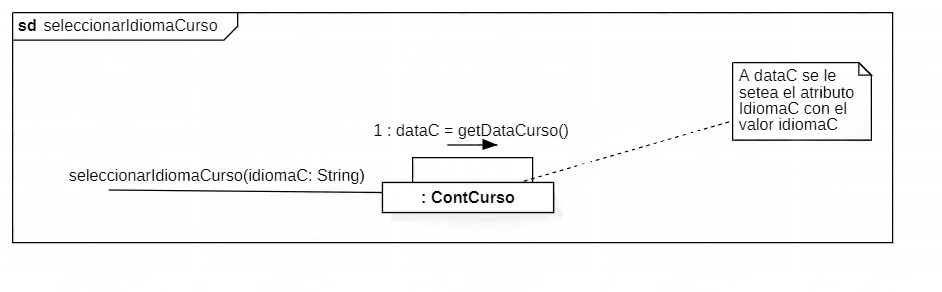 sd seleccionarIdiomaCurso
A dataC se le
setea el atributo
IdiomaC con el
valor idiomaC
1 : dataC = getDataCurso()
seleccionarIdiomaCurso(idiomaC: String)
: ContCurso